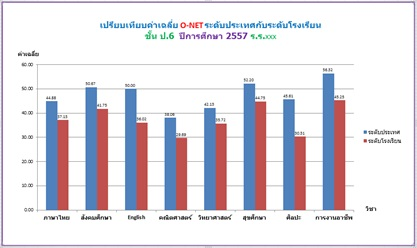 เปรียบเทียบค่าเฉลี่ย O-NET ระดับประเทศกับระดับโรงเรียน
ชั้น ป.6 ปีการศึกษา 2557 ร.ร.xxx
ค่าเฉลี่ย
60.00
50.00
40.00
30.00
20.00
10.00
0.00
44.88 37.13 50.67 41.75 50.00 36.02 38.06 29.88 42.13 35.72 52.20 44.75 45.61 30.51 56.32 45.25
ภาษาไทย สังคมศึกษา English คณิตศาสตร์ วิทยาศาสตร์ สุขศึกษา ศิลปะ การงานอาชีพ
วิชา
ระดับประเทศ
ระดับโรงเรียน